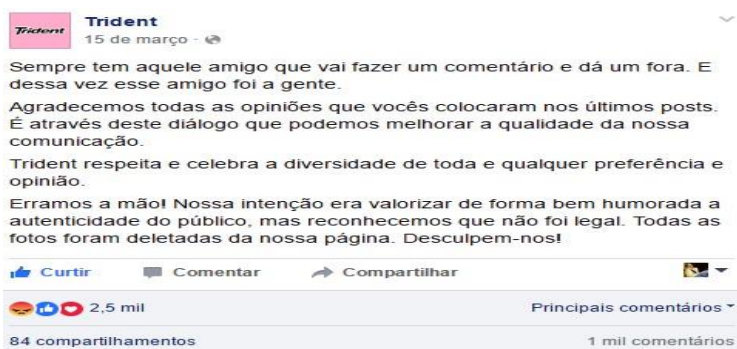 Trident
Trident
15 de março ·
Sempre tem aquele amigo que vai fazer um comentário e dá um fora. E
dessa vez esse amigo foi a gente.
Agradecemos todas as opiniões que vocês colocaram nos últimos posts.
É através deste diálogo que podemos melhorar a qualidade da nossa
comunicação.
Trident respeita e celebra a diversidade de toda e qualquer preferência e
opinião.
Erramos a mão! Nossa intenção era valorizar de forma bem humorada a
autenticidade do público, mas reconhecemos que não foi legal. Todas as
fotos foram deletadas da nossa página. Desculpem-nos!
Curtir Comentar Compartilhar
2,5 mil Principais comentários
84 compartilhamentos 1 mil comentários